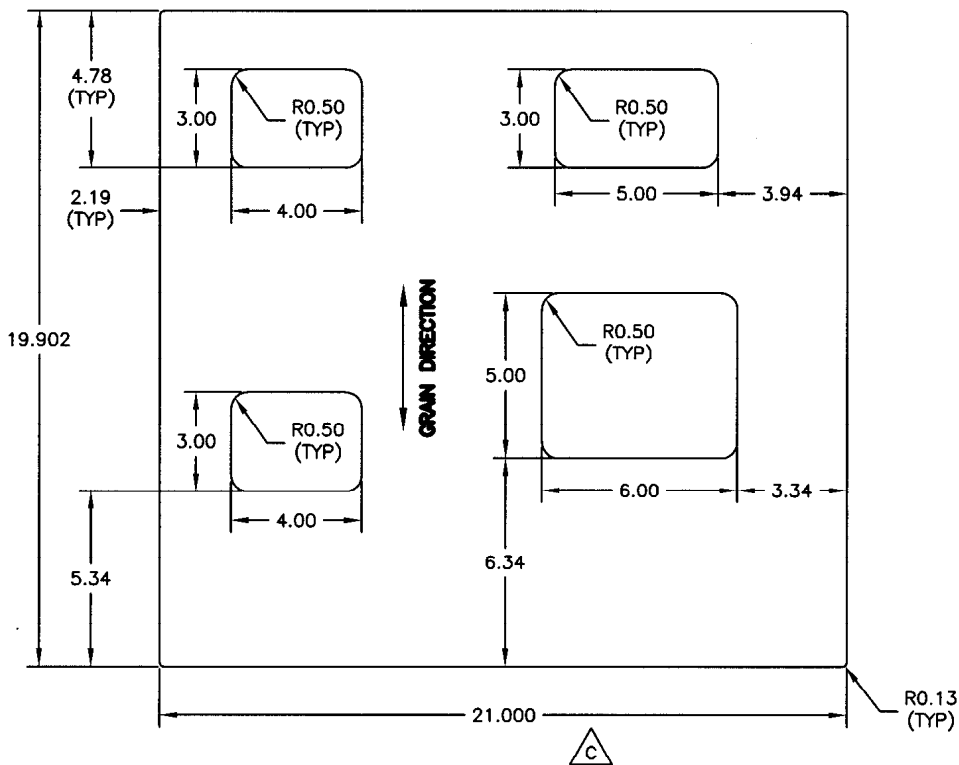 4.78
(TYP)
3.00
R0.50
(TYP)
3.00
R0.50
(TYP)
2.19
(TYP)
4.00
5.00
3.94
GRAIN DIRECTION
19.902
R0.50
(TYP)
5.00
3.00
R0.50
(TYP)
6.00
3.34
4.00
5.34
6.34
R0.13
(TYP)
21.000
C